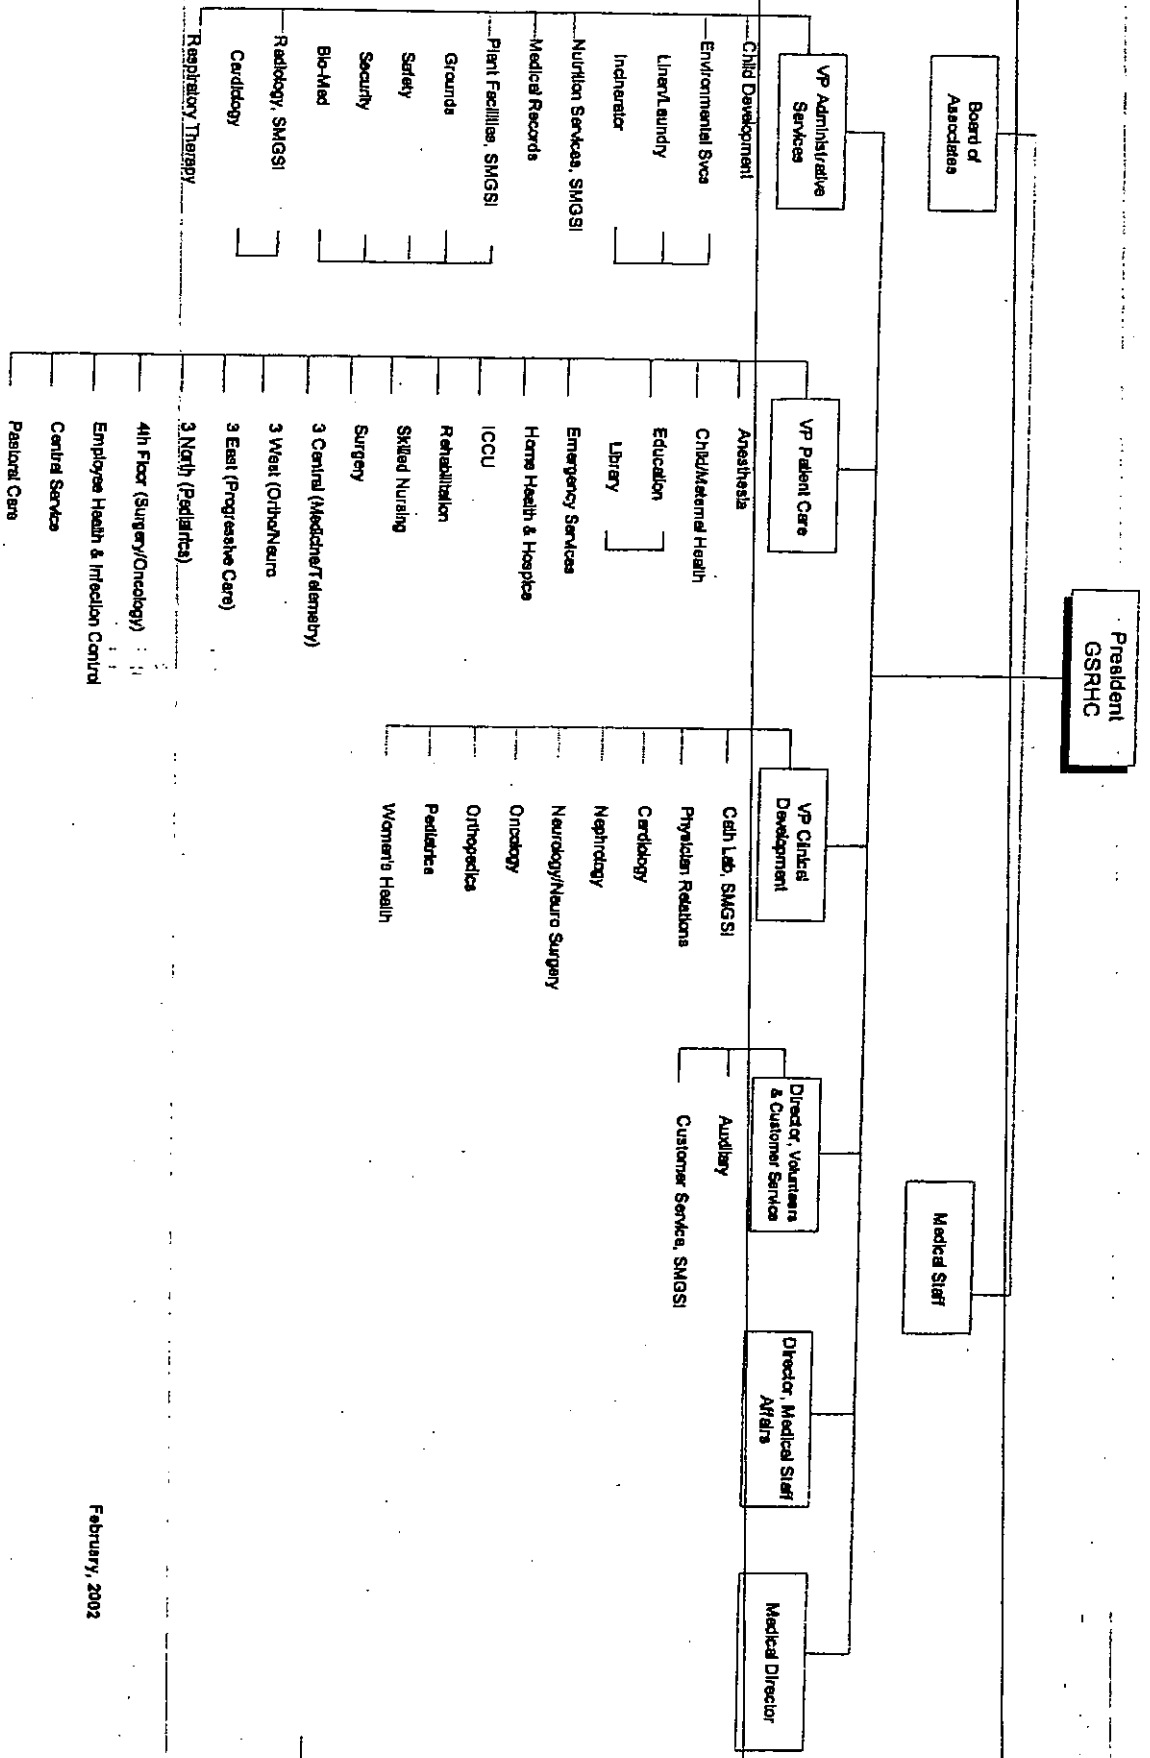 President
GSRHC
Board of
Associates
Medical Staff
VP Administrative
Services
VP Patient Care
VP Clinical
Development
Director, Volunteers
& Customer Service
Director, Medical Staff
Affairs
Medical Director
Child Development
Environmental Svcs
Linen/Laundry
Incinerator
Nutrition Services, SMGSI
Medical Records
Plant Facilities, SMGSI
Grounds
Safety
Security
Bio-Med
Radiology, SMGSI
Cardiology
Respiratory Therapy
Anesthesia
Child/Maternal Health
Education
Library
Emergency Services
Home Health & Hospice
ICCU
Rehabilitation
Skilled Nursing
Surgery
3 Central (Medicine/Telemetry)
3 West (Ortho/Neuro
3 East (Progressive Care)
3 North (Pediatrics)
4th Floor (Surgery/Oncology)
Employee Health & Infection Control
Central Service
Pastoral Care
Cath Lab, SMGSI
Physician Relations
Cardiology
Nephrology
Neurology/Neuro Surgery
Oncology
Orthopedics
Pediatrics
Women's Health
Auxiliary
Customer Service, SMGSI
February, 2002